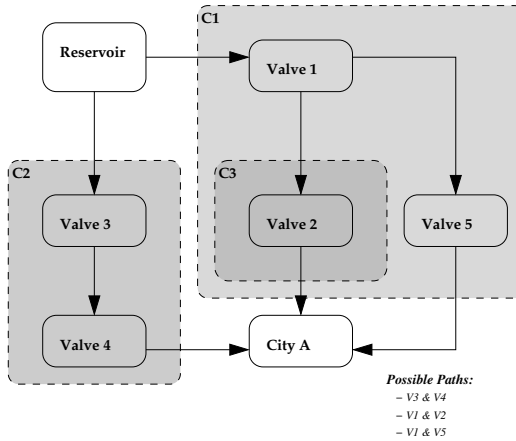 C1
Reservoir
Valve 1
C2
C3
Valve 3
Valve 2
Valve 5
Valve 4
City A
Possible Paths:
– V3 & V4
– V1 & V2
– V1 & V5